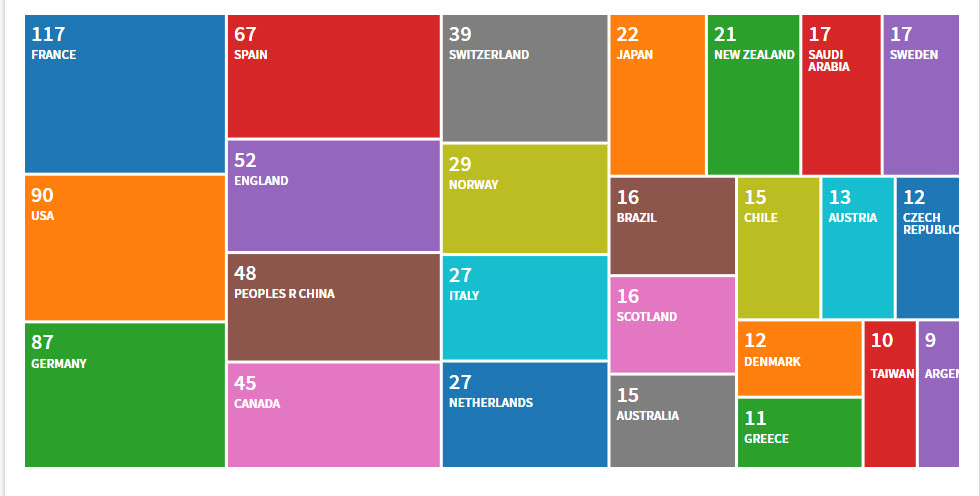 117
FRANCE
90
USA
87
GERMANY
67
SPAIN
52
ENGLAND
48
PEOPLES R CHINA
45
CANADA
39
SWITZERLAND
29
NORWAY
27
ITALY
27
NETHERLANDS
22
JAPAN
21
NEW ZEALAND
17
SAUDI
ARABIA
17
SWEDEN
16
BRAZIL
16
SCOTLAND
15
AUSTRALIA
15
CHILE
13
AUSTRIA
12
CZECH
REPUBLIC
12
DENMARK
11
GREECE
10
TAIWAN
9
ARGEN